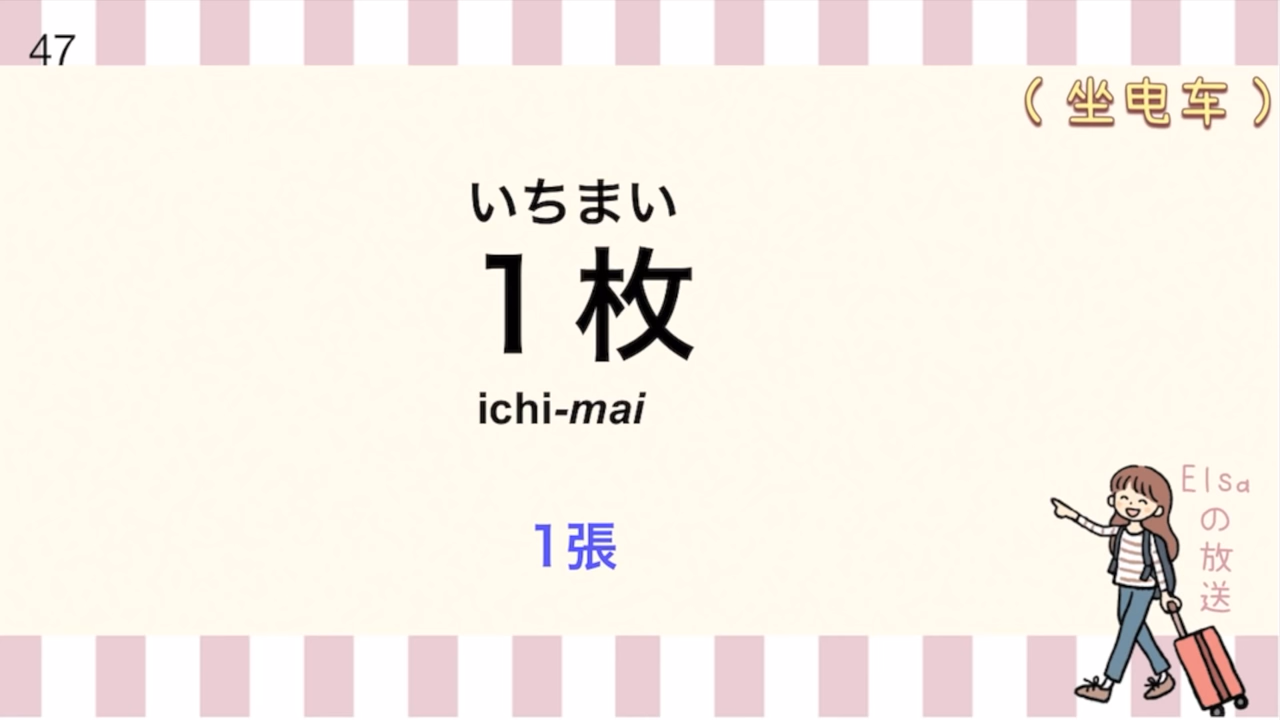 47
（坐电车）
いちまい
1枚
ichi-mai
1張
Elsa
の
放
送